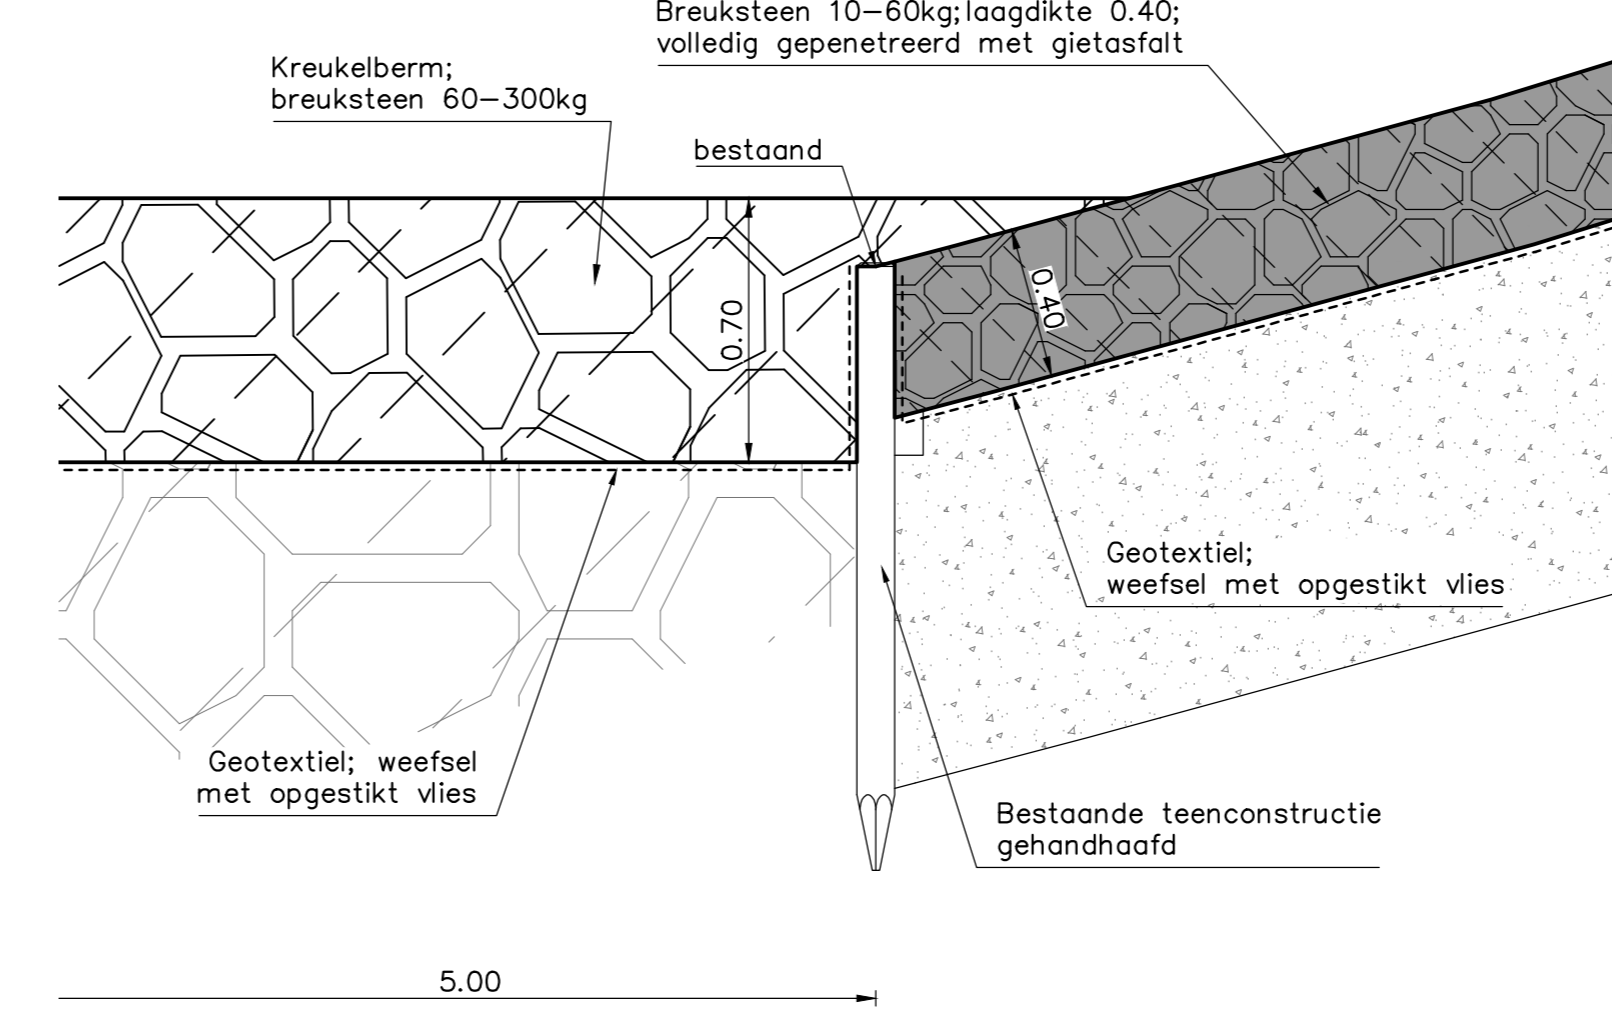 Breuksteen 10-60kg; laagdikte 0.40;
volledig gepenetreerd met gietasfalt
Kreukelberm;
breuksteen 60-300kg
bestaand
0.70
0.40
Geotextiel;
weefsel met opgestikt vlies
Geotextiel; weefsel
met opgestikt vlies
Bestaande teenconstructie
gehandhaafd
5.00